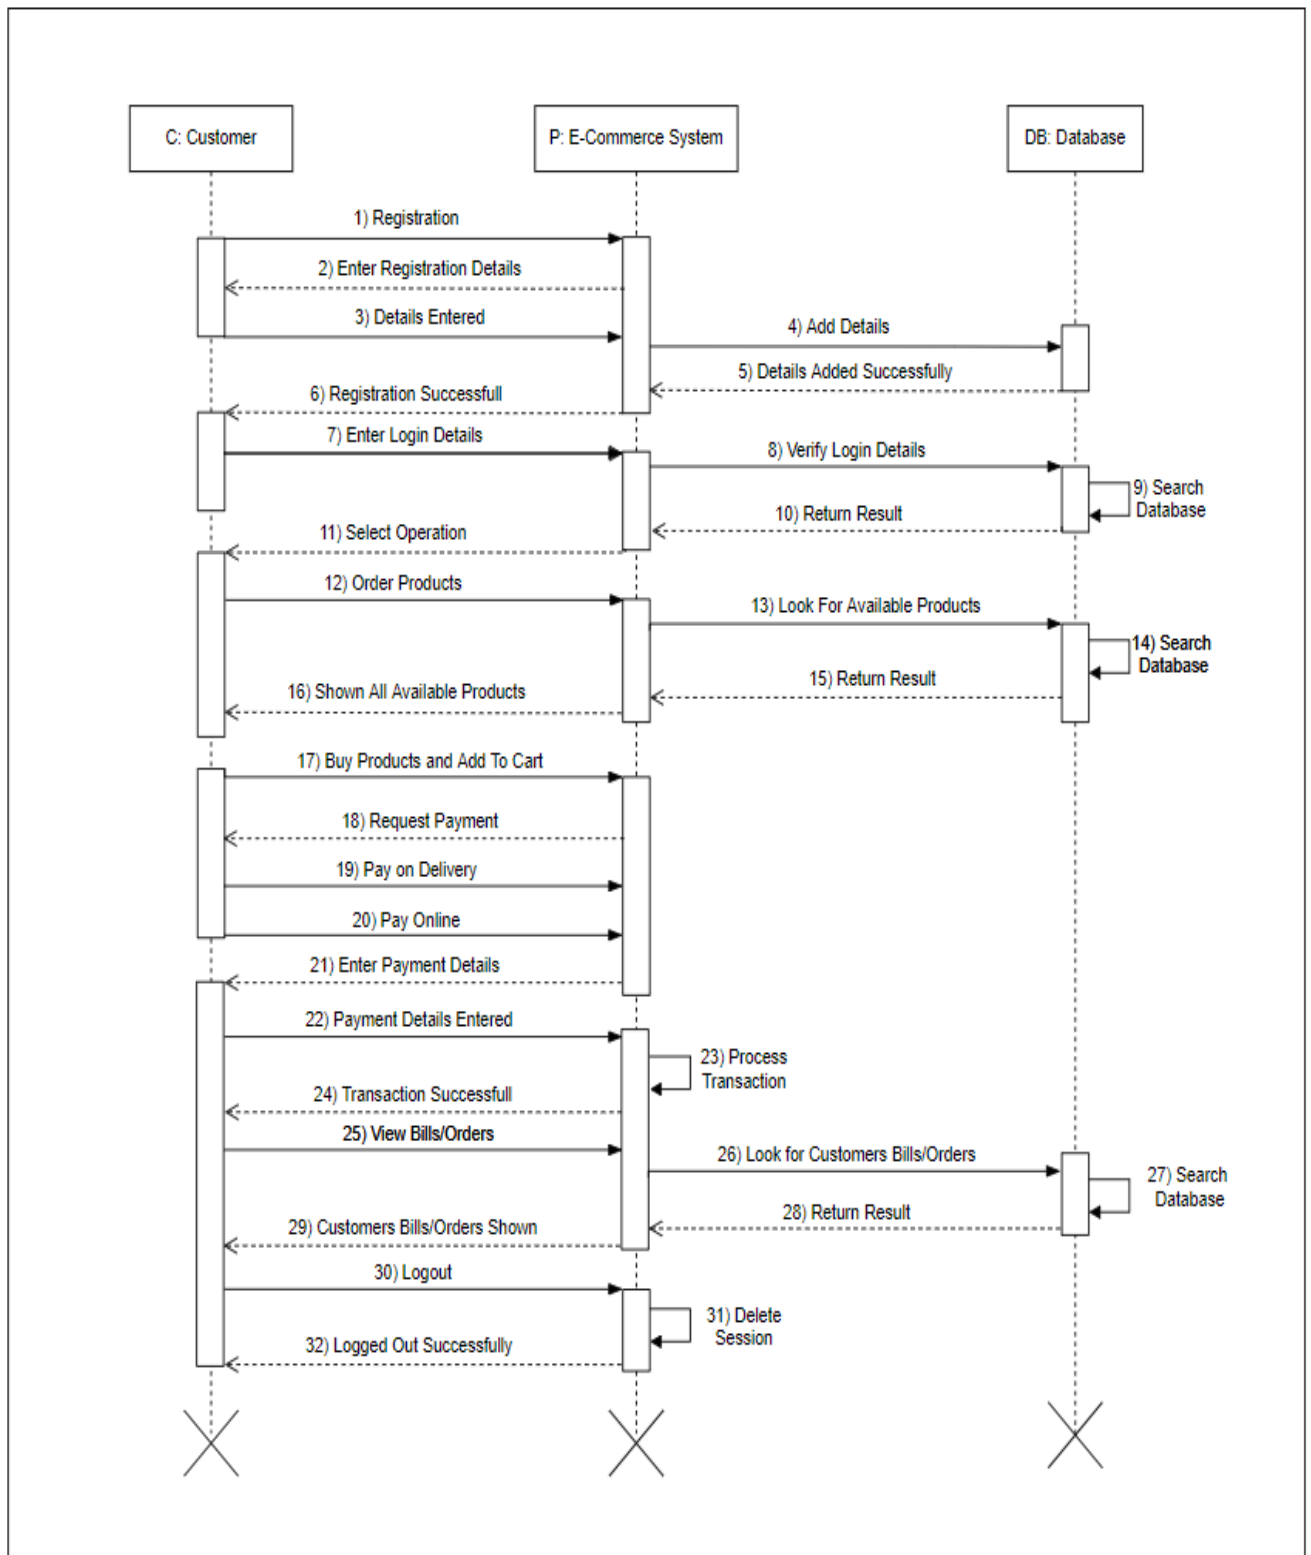 C: Customer
P: E-Commerce System
DB: Database
1) Registration
2) Enter Registration Details
3) Details Entered
4) Add Details
5) Details Added Successfully
6) Registration Successfull
7) Enter Login Details
8) Verify Login Details
9) Search
Database
10) Return Result
11) Select Operation
12) Order Products
13) Look For Available Products
14) Search
Database
15) Return Result
16) Shown All Available Products
17) Buy Products and Add To Cart
18) Request Payment
19) Pay on Delivery
20) Pay Online
21) Enter Payment Details
22) Payment Details Entered
23) Process
Transaction
24) Transaction Successfull
25) View Bills/Orders
26) Look for Customers Bills/Orders
27) Search
Database
28) Return Result
29) Customers Bills/Orders Shown
30) Logout
31) Delete
Session
32) Logged Out Successfully